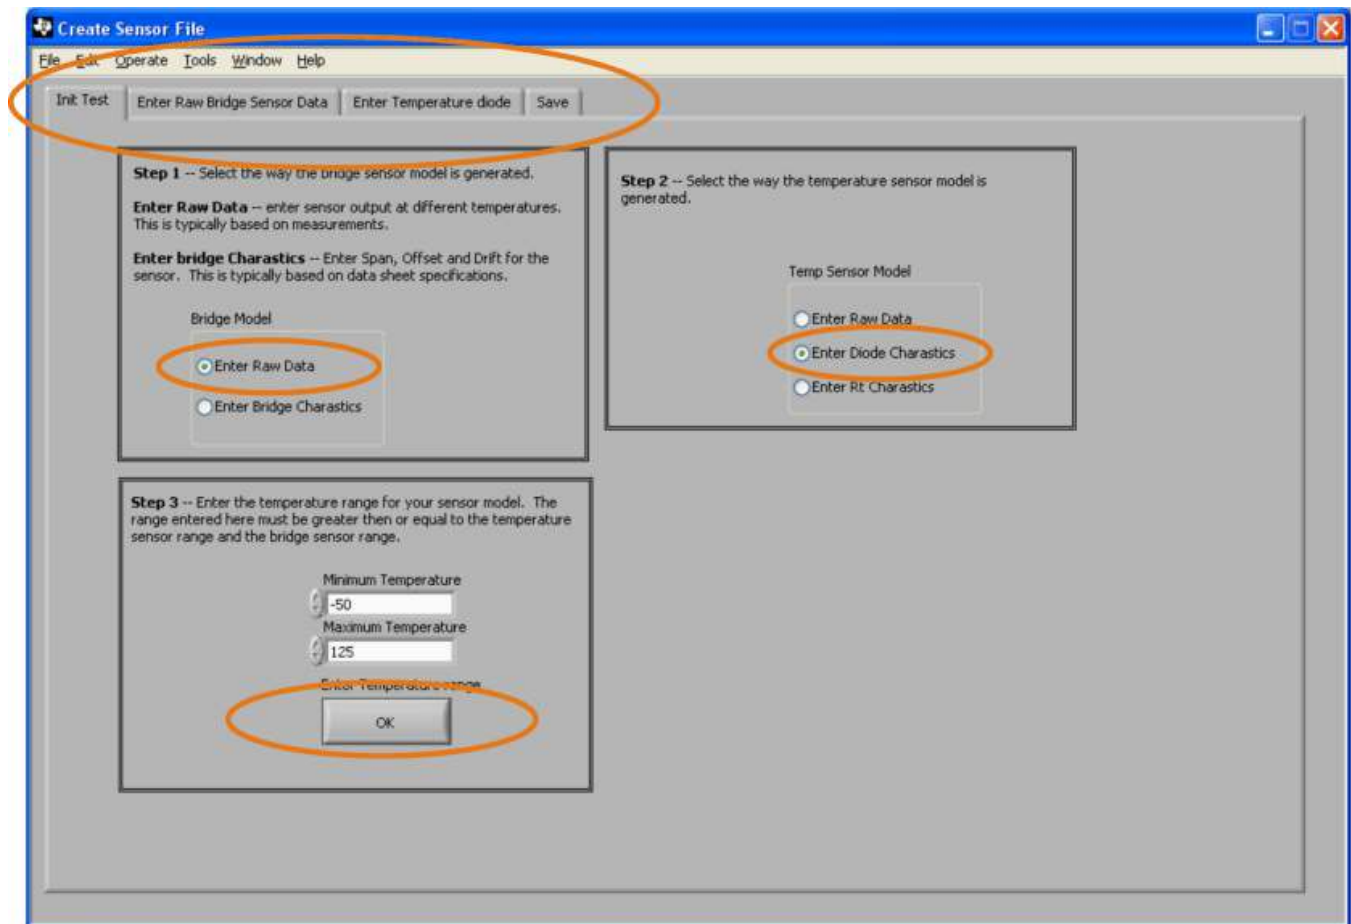 Create Sensor File
File Edit Operate Tools Window Help
Init Test Enter Raw Bridge Sensor Data Enter Temperature diode Save
Step 1 -- Select the way the bridge sensor model is generated.
Enter Raw Data -- enter sensor output at different temperatures.
This is typically based on measurements.
Enter bridge Charastics -- Enter Span, Offset and Drift for the
sensor. This is typically based on data sheet specifications.
Bridge Model
Enter Raw Data
Enter Bridge Charastics
Step 2 -- Select the way the temperature sensor model is
generated.
Temp Sensor Model
Enter Raw Data
Enter Diode Charastics
Enter Rt Charastics
Step 3 -- Enter the temperature range for your sensor model. The
range entered here must be greater then or equal to the temperature
sensor range and the bridge sensor range.
Minimum Temperature
-50
Maximum Temperature
125
Enter Temperature range
OK